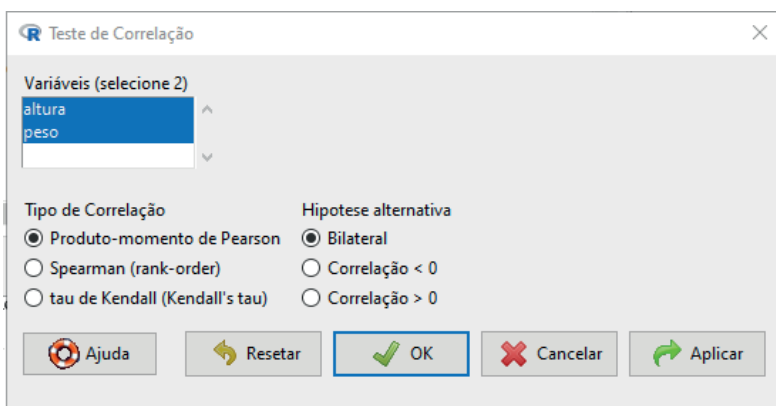 Teste de Correlação
Variáveis (selecione 2)
altura
peso
Tipo de Correlação Hipotese alternativa
Produto-momento de Pearson Bilateral
Spearman (rank-order) Correlação < 0
tau de Kendall (Kendall's tau) Correlação > 0
Ajuda Resetar OK Cancelar Aplicar